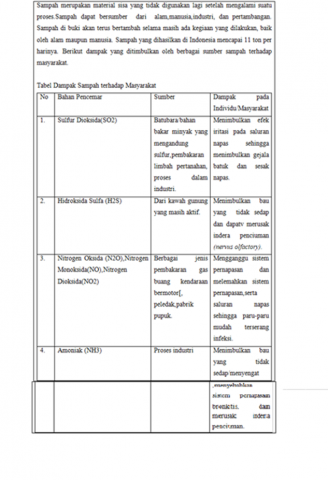 Sampah merupakan material sisa yang tidak digunakan lagi setelah mengalami suatu
proses.Sampah dapat bersumber dari alam,manusia,industri, dan pertambangan.
Sampah di buki akan terus bertambah selama masih ada kegiaan yang dilakukan, baik
oleh alam maupun manusia. Sampah yang dihasilkan di Indonesia mencapai 11 ton per
harinya. Berikut dampak yang ditimbulkan oleh berbagai sumber sampah terhadap
masyarakat.
Tabel Dampak Sampah terhadap Masyarakat
No Bahan Pencemar Sumber Dampak pada
Individu/Masyarakat
1. Sulfur Dioksida(SO2) Batubara/bahan Menimbulkan efek
bakar minyak yang iritasi pada saluran
mengandung napas sehingga
sulfur,pembakaran menimbulkan gejala
limbah pertanahan, batuk dan sesak
proses dalam napas.
industri.
2. Hidroksida Sulfa (H2S) Dari kawah gunung Menimbulkan bau
yang masih aktif. yang tidak sedap
dan dapatv merusak
indera penciuman
(nervus olfactory).
3. Nitrogen Oksida (N2O),Nitrogen Berbagai jenis Mengganggu sistem
Monoksida(NO),Nitrogen pembakaran gas pernapasan dan
Dioksida(NO2) buang kendaraan melemahkan sistem
bermotor[, pernapasan,serta
peledak,pabrik saluran napas
pupuk. sehingga paru-paru
mudah terserang
infeksi.
4. Amoniak (NH3) Proses industri Menimbulkan bau
yang tidak
sedap/menyengat
,menyebabkan
sistem pernapasan
bronkitis, dam
merusak indera
penciuman.